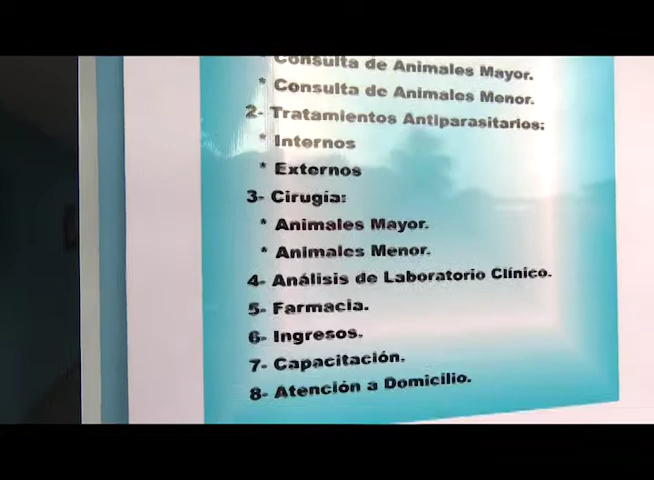 * Consulta de Animales Mayor.
* Consulta de Animales Menor.
2- Tratamientos Antiparasitarios:
* Internos
* Externos
3- Cirugía:
* Animales Mayor.
* Animales Menor.
4- Análisis de Laboratorio Clínico.
5- Farmacia.
6- Ingresos.
7- Capacitación.
8- Atención a Domicilio.